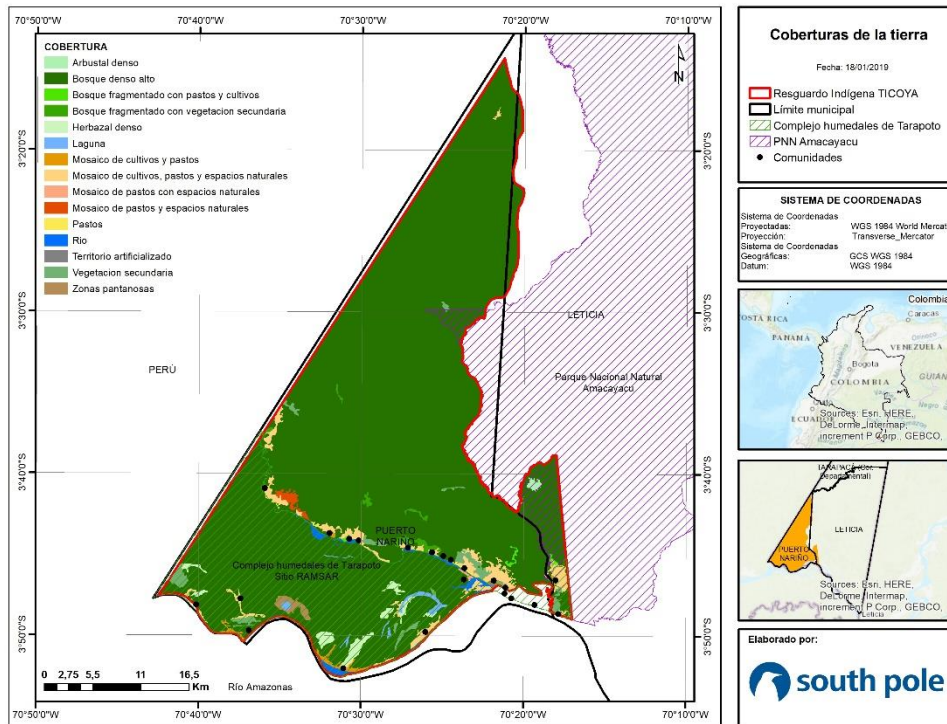 70°50'0"W
70°40'0"W
70°30'0"W
70°20'0"W
70°10'0"W
COBERTURA
Arbustal denso
Bosque denso alto
Bosque fragmentado con pastos y cultivos
Bosque fragmentado con vegetacion secundaria
Herbazal denso
Laguna
Mosaico de cultivos y pastos
Mosaico de cultivos, pastos y espacios naturales
Mosaico de pastos con espacios naturales
Mosaico de pastos y espacios naturales
Pastos
Rio
Territorio artificializado
Vegetacion secundaria
Zonas pantanosas
N
3°20'0"S
3°20'0"S
3°30'0"S
3°30'0"S
3°40'0"S
3°40'0"S
3°50'0"S
3°50'0"S
PERÚ
LETICIA
Parque Nacional Natural
Amacayacu
PUERTO
NARIÑO
Complejo humedales de Tarapoto
Sitio RAMSAR
0 2,75 5,5 11 16,5
Km
Río Amazonas
70°50'0"W
70°40'0"W
70°30'0"W
70°20'0"W
70°10'0"W
Coberturas de la tierra
Fecha: 18/01/2019
Resguardo Indígena TICOYA
Límite municipal
Complejo humedales de Tarapoto
PNN Amacayacu
Comunidades
SISTEMA DE COORDENADAS
Sistema de Coordenadas
Proyectadas: WGS 1984 World Mercat
Proyección: Transverse_Mercator
Sistema de Coordenadas
Geográficas: GCS WGS 1984
Datum: WGS 1984
Colombia
OSTA RICA
Caracas
PANAMÁ
VENEZUELA
Bogota
COLOMBIA
GUIAN
ECUADOR
Sources: Esri, HERE,
DeLorme, Intermap,
increment P Corp., GEBCO,
Departamental)
LETICIA
PUERTO
NARIÑO
Sources: Esri, HERE,
DeLorme, Intermap,
increment P Corp., GEBCO,
Leticia
Elaborado por:
south pole